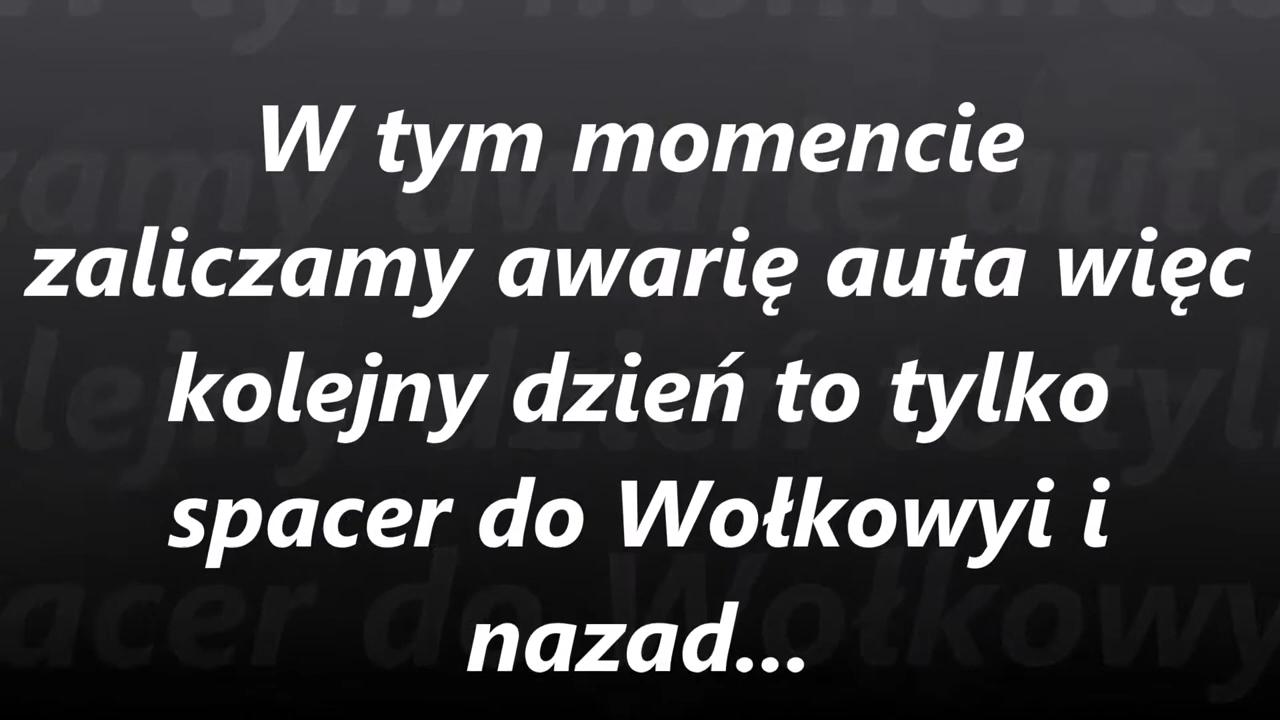 W tym momencie
zaliczamy awarię auta więc
kolejny dzień to tylko
spacer do Wołkowyi i
nazad...